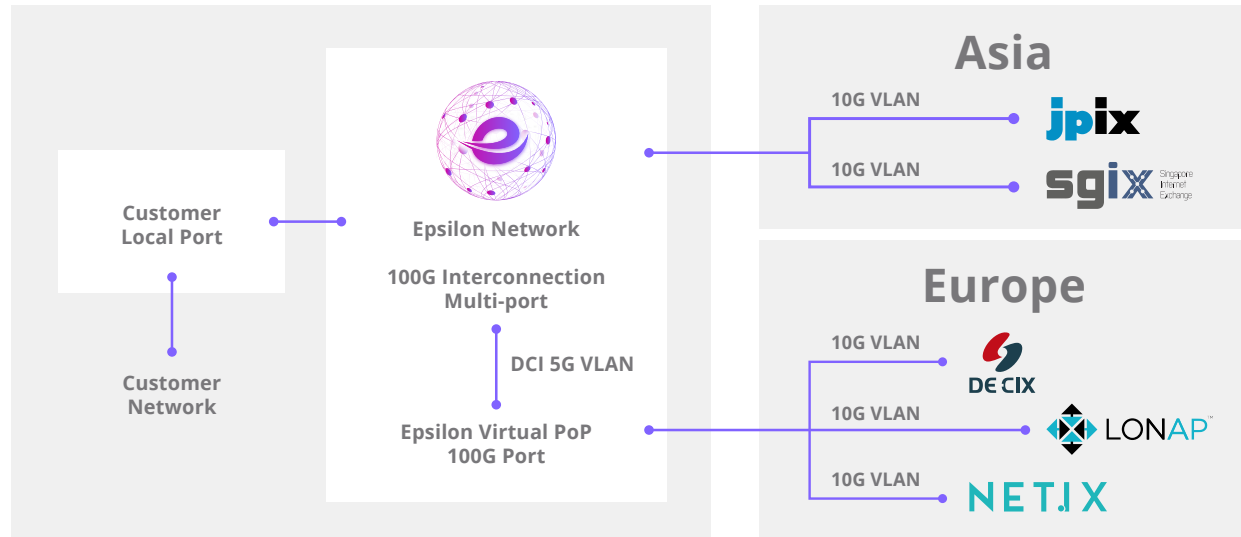 Customer
Local Port
Customer
Network
Epsilon Network
100G Interconnection
Multi-port
DCI 5G VLAN
Epsilon Virtual PoP
100G Port
Asia
10G VLAN
jpix
10G VLAN
sgix
Singapore
Internet
Exchange
Europe
10G VLAN
DE CIX
10G VLAN
LONAP™
10G VLAN
NET.IX